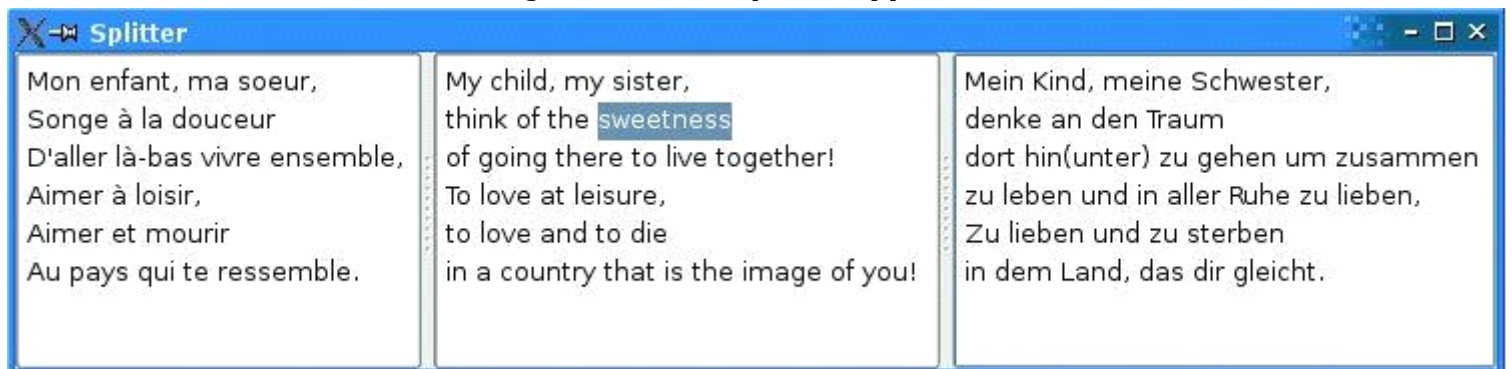 Splitter
Mon enfant, ma soeur,
Songe à la douceur
D'aller là-bas vivre ensemble,
Aimer à loisir,
Aimer et mourir
Au pays qui te ressemble.
My child, my sister,
think of the sweetness
of going there to live together!
To love at leisure,
to love and to die
in a country that is the image of you!
Mein Kind, meine Schwester,
denke an den Traum
dort hin(unter) zu gehen um zusammen
zu leben und in aller Ruhe zu lieben,
Zu lieben und zu sterben
in dem Land, das dir gleicht.